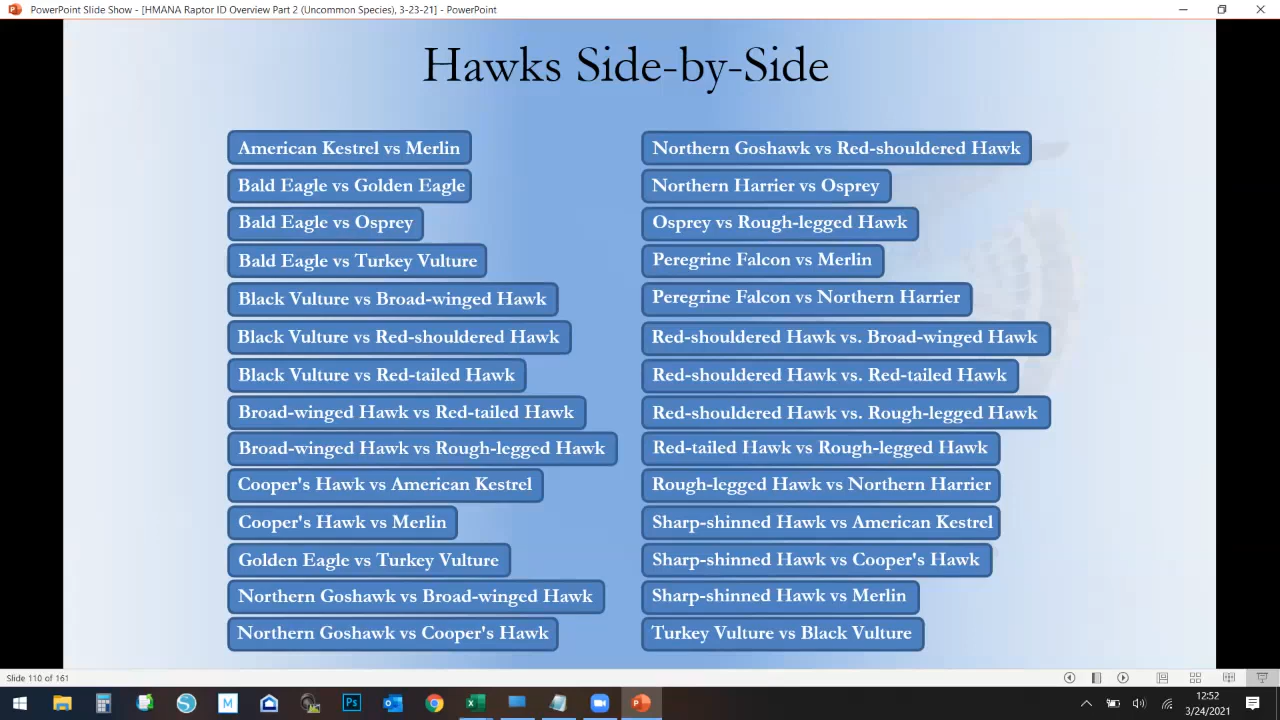 PowerPoint Slide Show - [HMANA Raptor ID Overview Part 2 (Uncommon Species), 3-23-21] - PowerPoint
Hawks Side-by-Side
American Kestrel vs Merlin
Bald Eagle vs Golden Eagle
Bald Eagle vs Osprey
Bald Eagle vs Turkey Vulture
Black Vulture vs Broad-winged Hawk
Black Vulture vs Red-shouldered Hawk
Black Vulture vs Red-tailed Hawk
Broad-winged Hawk vs Red-tailed Hawk
Broad-winged Hawk vs Rough-legged Hawk
Cooper's Hawk vs American Kestrel
Cooper's Hawk vs Merlin
Golden Eagle vs Turkey Vulture
Northern Goshawk vs Broad-winged Hawk
Northern Goshawk vs Cooper's Hawk
Northern Goshawk vs Red-shouldered Hawk
Northern Harrier vs Osprey
Osprey vs Rough-legged Hawk
Peregrine Falcon vs Merlin
Peregrine Falcon vs Northern Harrier
Red-shouldered Hawk vs. Broad-winged Hawk
Red-shouldered Hawk vs. Red-tailed Hawk
Red-shouldered Hawk vs. Rough-legged Hawk
Red-tailed Hawk vs Rough-legged Hawk
Rough-legged Hawk vs Northern Harrier
Sharp-shinned Hawk vs American Kestrel
Sharp-shinned Hawk vs Cooper's Hawk
Sharp-shinned Hawk vs Merlin
Turkey Vulture vs Black Vulture
Slide 110 of 161
M
Ps
12:52
3/24/2021